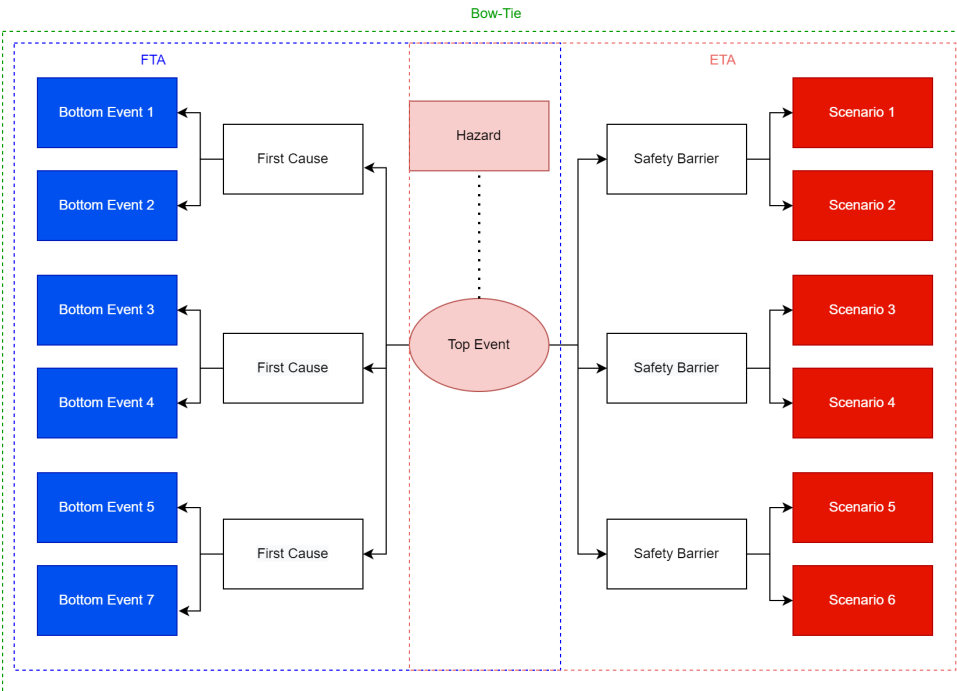 Bow-Tie
FTA
ETA
Bottom Event 1
First Cause
Bottom Event 2
Hazard
Safety Barrier
Scenario 1
Scenario 2
Bottom Event 3
First Cause
Bottom Event 4
Top Event
Safety Barrier
Scenario 3
Scenario 4
Bottom Event 5
First Cause
Bottom Event 7
Safety Barrier
Scenario 5
Scenario 6